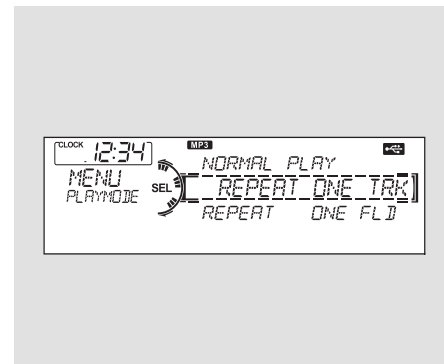 CLOCK 12:34
MP3
MENU
PLAYMODE
SEL
NORMAL PLAY
REPEAT ONE TRK
REPEAT ONE FLD